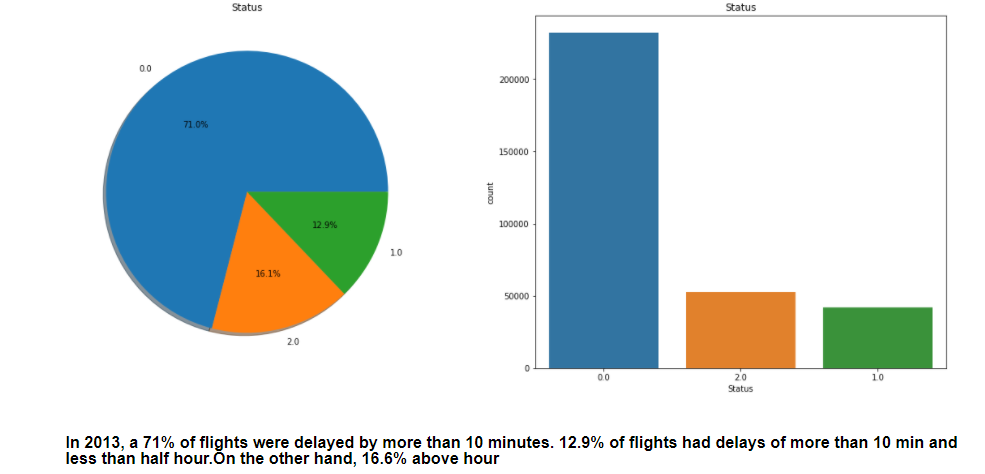 Status
0.0
71.0%
12.9%
1.0
16.1%
2.0
Status
200000
150000
100000
50000
0
count
0.0
2.0
1.0
Status
In 2013, a 71% of flights were delayed by more than 10 minutes. 12.9% of flights had delays of more than 10 min and
less than half hour.On the other hand, 16.6% above hour